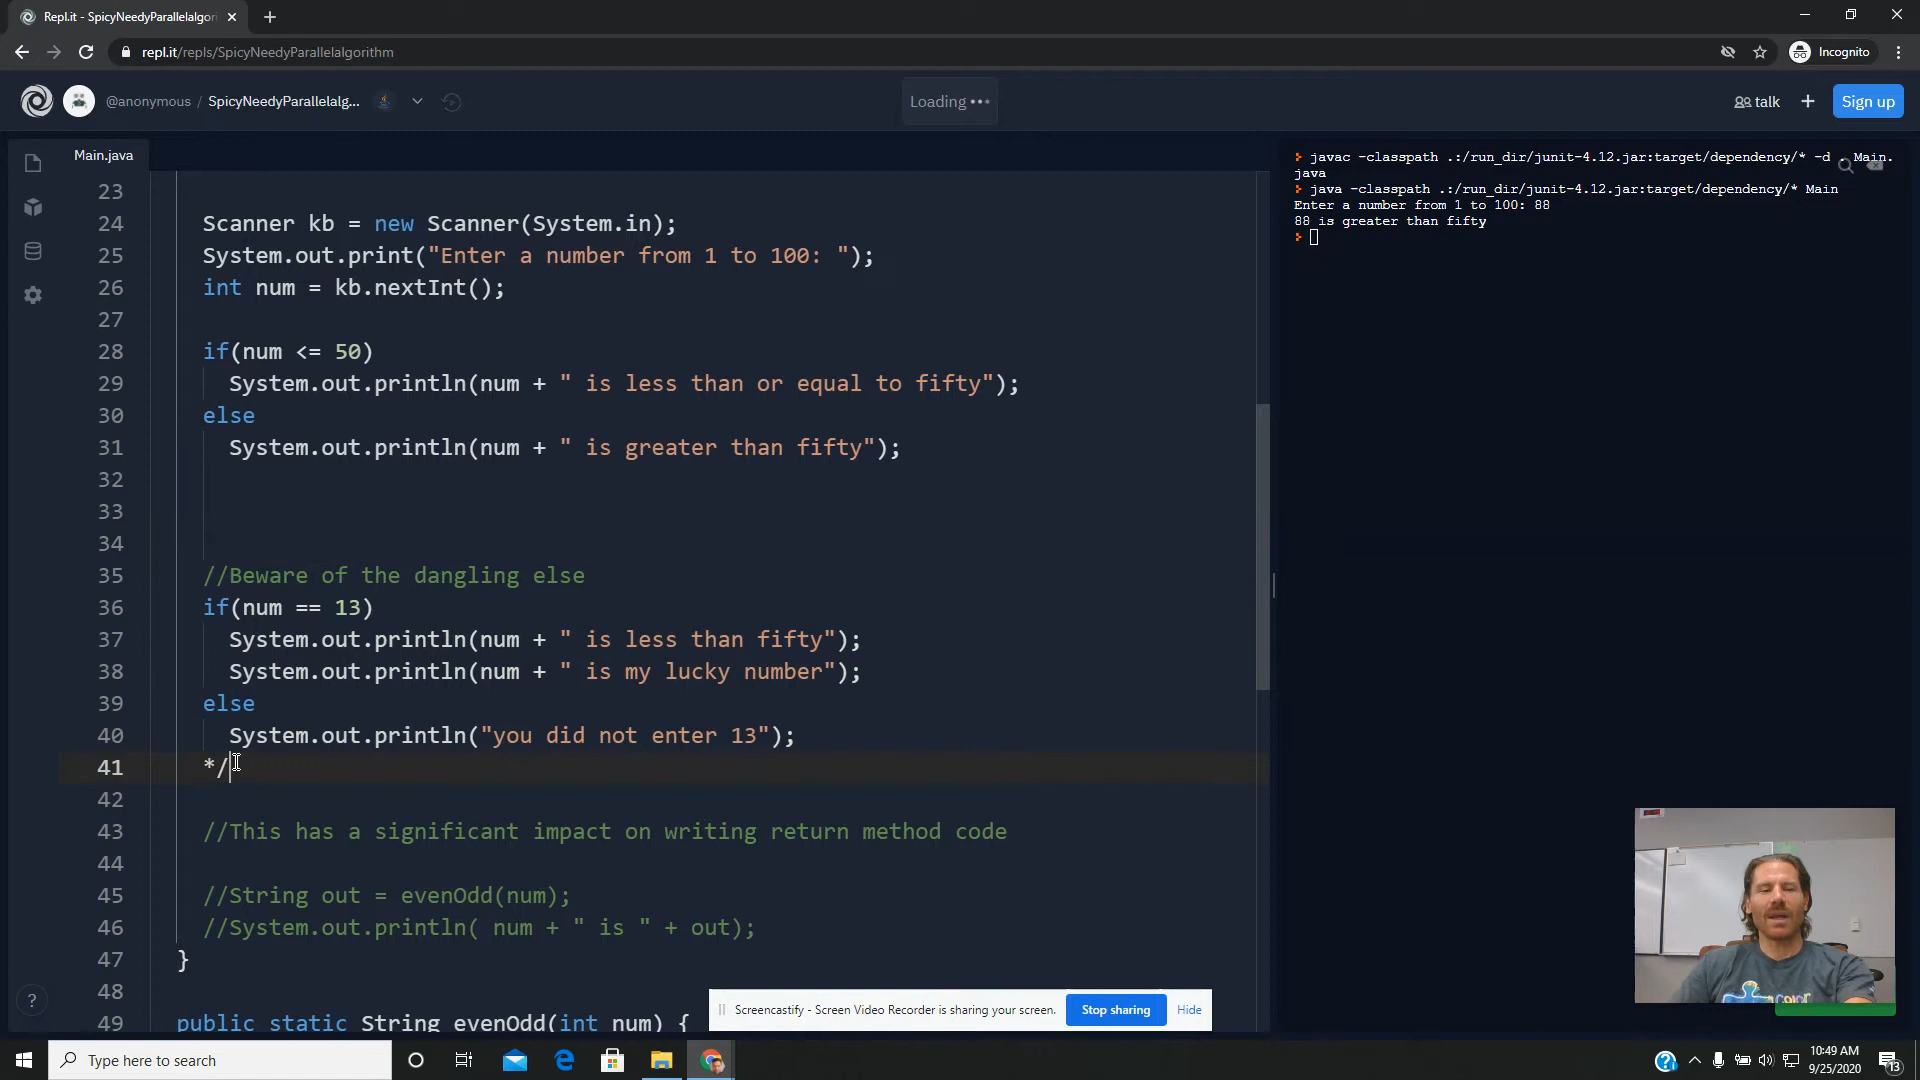 Repl.it - SpicyNeedyParallelalgor
repl.it/repls/SpicyNeedyParallelalgorithm
Incognito
@anonymous / SpicyNeedyParallelalg...
Loading •••
talk
+
Sign up
Main.java
23
24 Scanner kb = new Scanner(System.in);
25 System.out.print("Enter a number from 1 to 100: ");
26 int num = kb.nextInt();
27
28 if(num <= 50)
29 System.out.println(num + " is less than or equal to fifty");
30 else
31 System.out.println(num + " is greater than fifty");
32
33
34
35 //Beware of the dangling else
36 if(num == 13)
37 System.out.println(num + " is less than fifty");
38 System.out.println(num + " is my lucky number");
39 else
40 System.out.println("you did not enter 13");
41 */
42
43 //This has a significant impact on writing return method code
44
45 //String out = evenOdd(num);
46 //System.out.println( num + " is " + out);
47 }
48
49 public static String evenOdd(int num) {
javac -classpath .:/run_dir/junit-4.12.jar:target/dependency/* -d . Main.
java
java -classpath .:/run_dir/junit-4.12.jar:target/dependency/* Main
Enter a number from 1 to 100: 88
88 is greater than fifty
?
Screencastify - Screen Video Recorder is sharing your screen.
Stop sharing
Hide
Type here to search
10:49 AM
9/25/2020
13